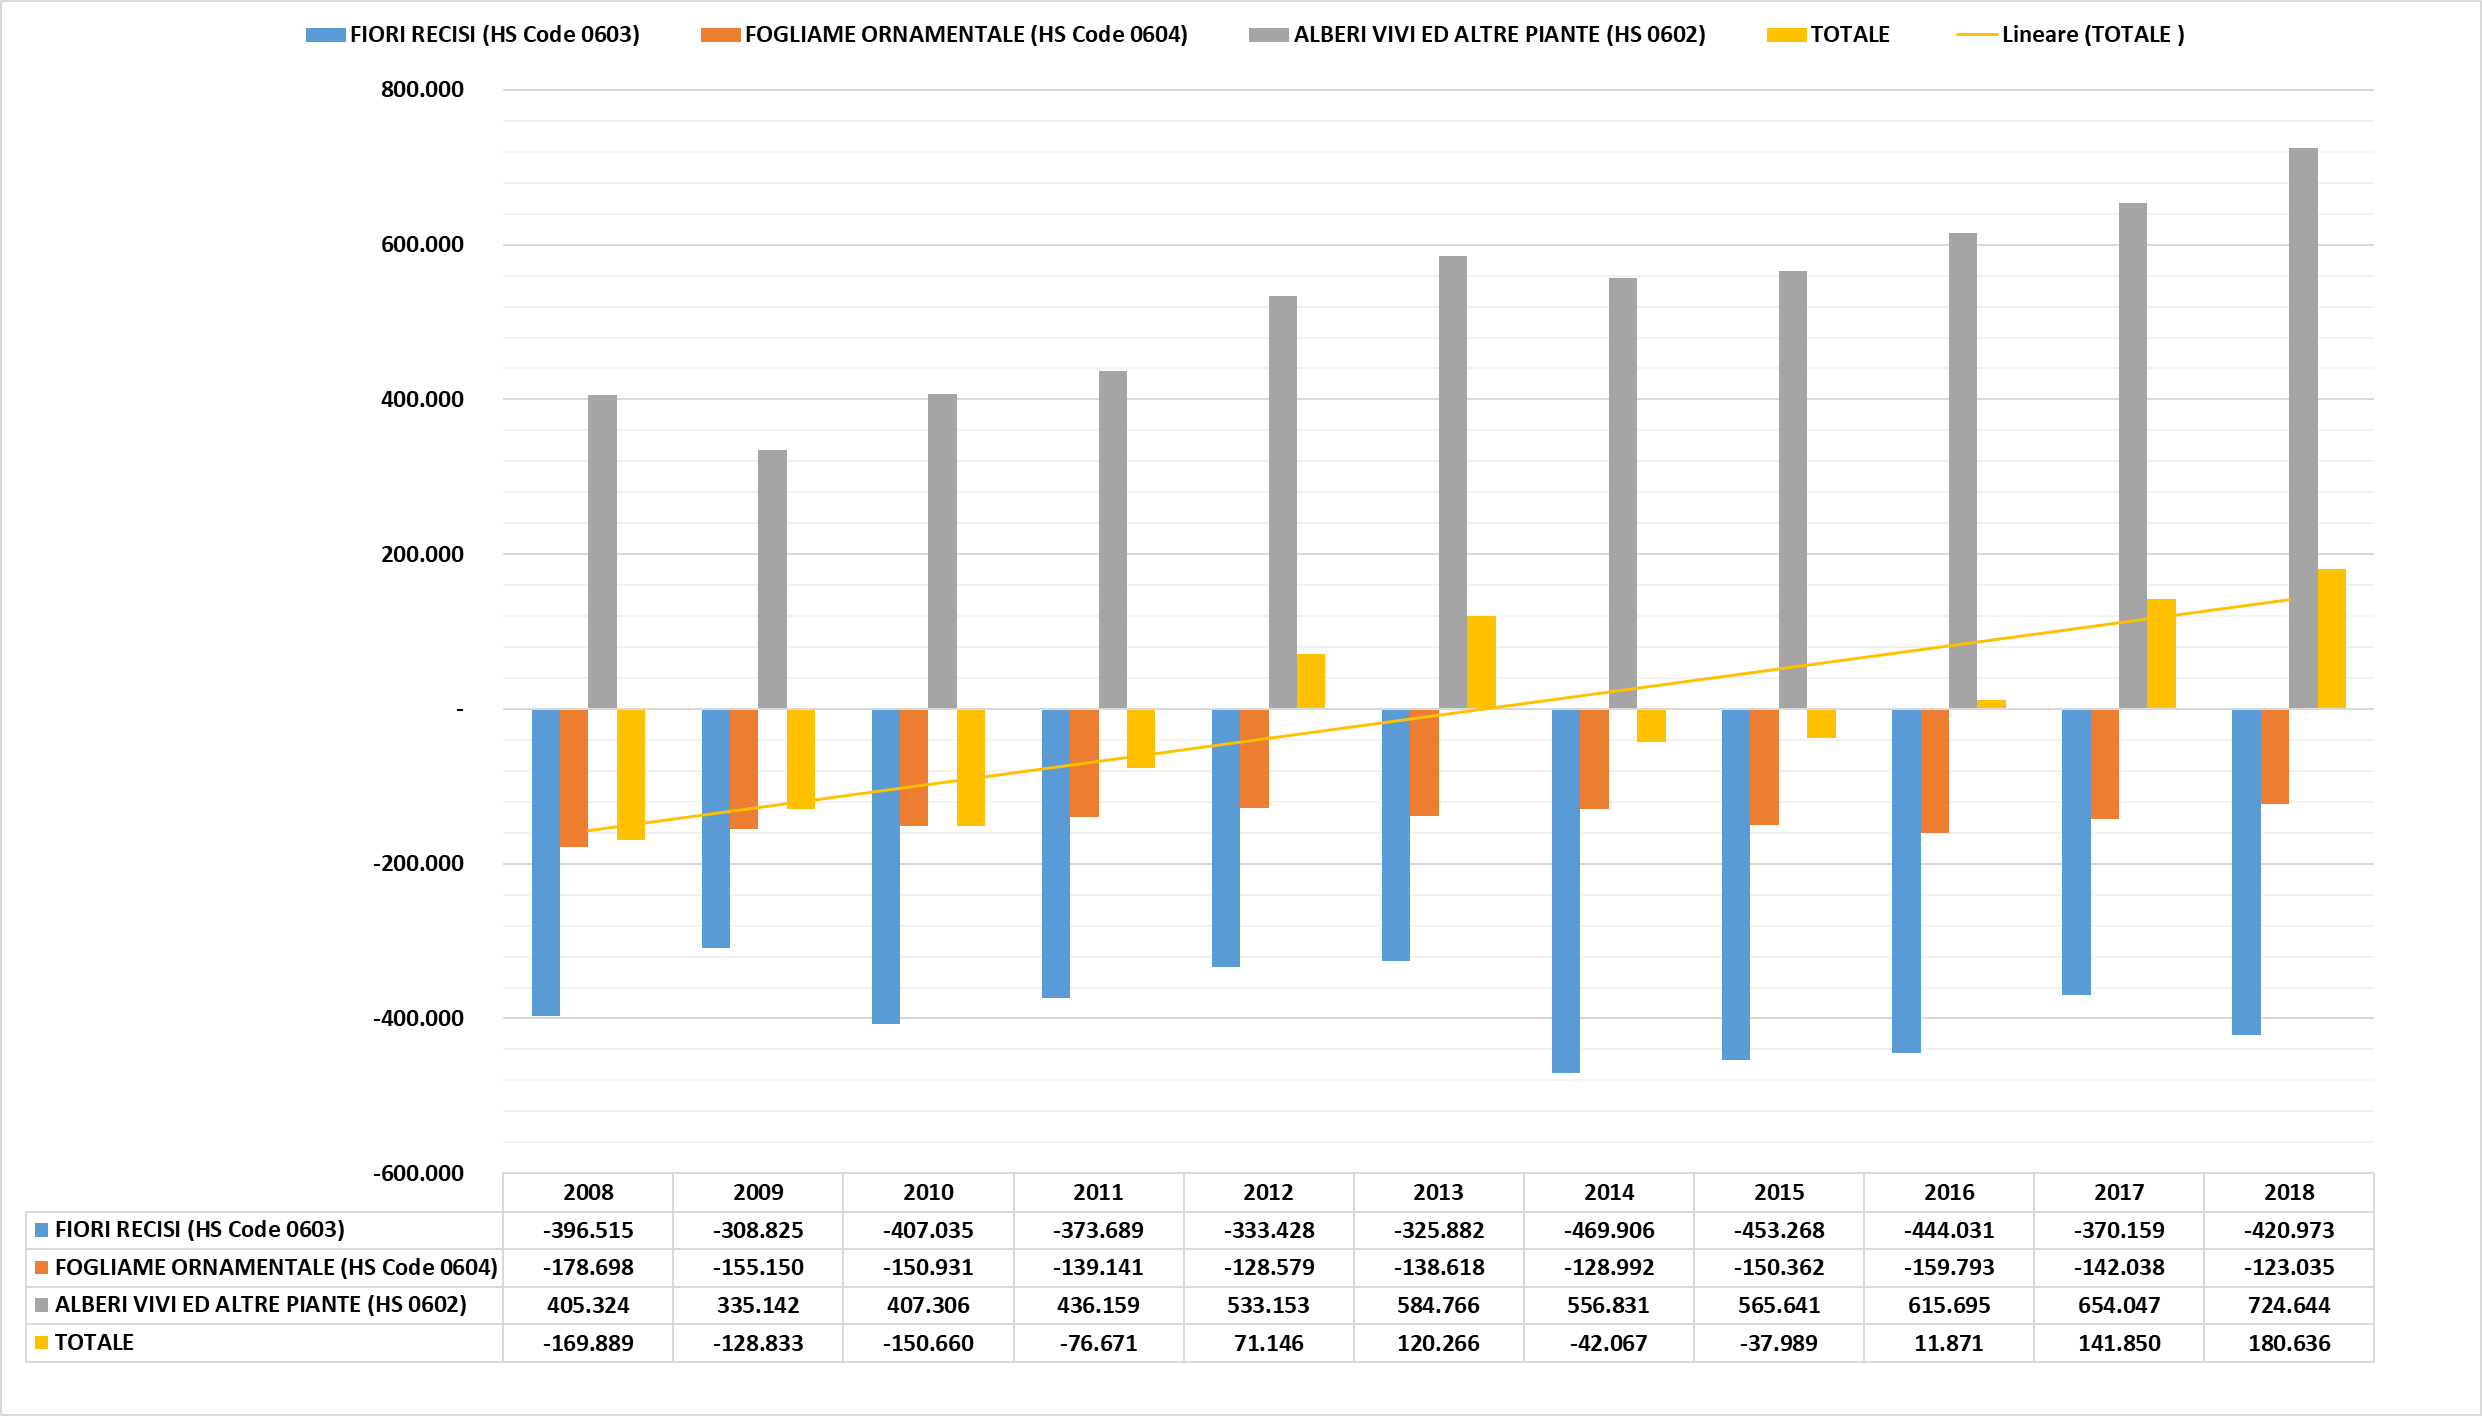 FIORI RECISI (HS Code 0603) FOGLIAME ORNAMENTALE (HS Code 0604) ALBERI VIVI ED ALTRE PIANTE (HS 0602) TOTALE Lineare (TOTALE )
800.000
600.000
400.000
200.000
-
-200.000
-400.000
-600.000
2008 2009 2010 2011 2012 2013 2014 2015 2016 2017 2018
FIORI RECISI (HS Code 0603) -396.515 -308.825 -407.035 -373.689 -333.428 -325.882 -469.906 -453.268 -444.031 -370.159 -420.973
FOGLIAME ORNAMENTALE (HS Code 0604) -178.698 -155.150 -150.931 -139.141 -128.579 -138.618 -128.992 -150.362 -159.793 -142.038 -123.035
ALBERI VIVI ED ALTRE PIANTE (HS 0602) 405.324 335.142 407.306 436.159 533.153 584.766 556.831 565.641 615.695 654.047 724.644
TOTALE -169.889 -128.833 -150.660 -76.671 71.146 120.266 -42.067 -37.989 11.871 141.850 180.636